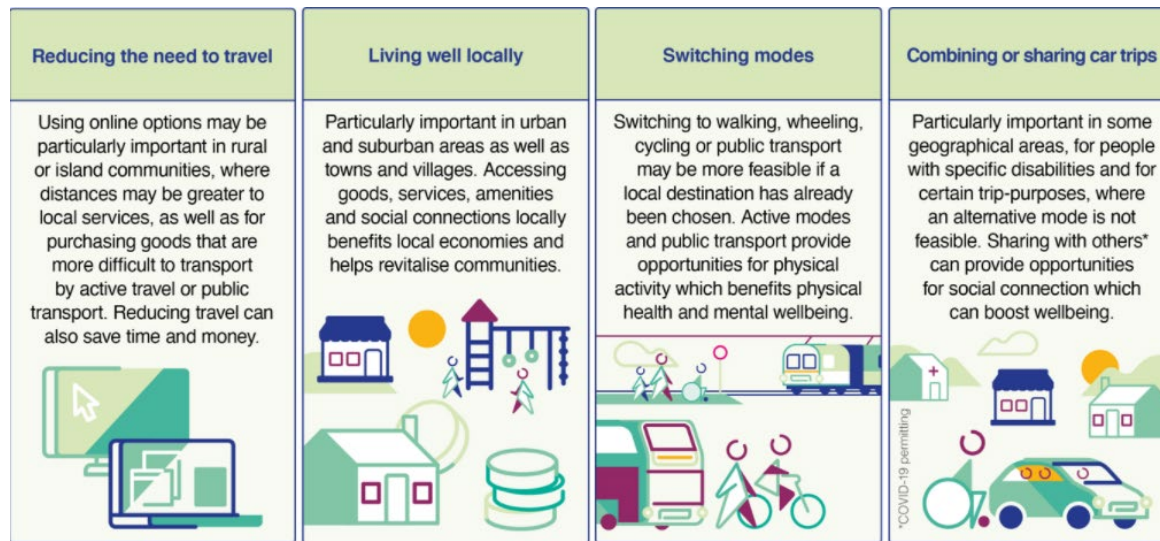 Reducing the need to travel
Using online options may be
particularly important in rural
or island communities, where
distances may be greater to
local services, as well as for
purchasing goods that are
more difficult to transport
by active travel or public
transport. Reducing travel can
also save time and money.
Living well locally
Particularly important in urban
and suburban areas as well as
towns and villages. Accessing
goods, services, amenities
and social connections locally
benefits local economies and
helps revitalise communities.
Switching modes
Switching to walking, wheeling,
cycling or public transport
may be more feasible if a
local destination has already
been chosen. Active modes
and public transport provide
opportunities for physical
activity which benefits physical
health and mental wellbeing.
Combining or sharing car trips
Particularly important in some
geographical areas, for people
with specific disabilities and for
certain trip-purposes, where
an alternative mode is not
feasible. Sharing with others*
can provide opportunities
for social connection which
can boost wellbeing.
*COVID-19 permitting